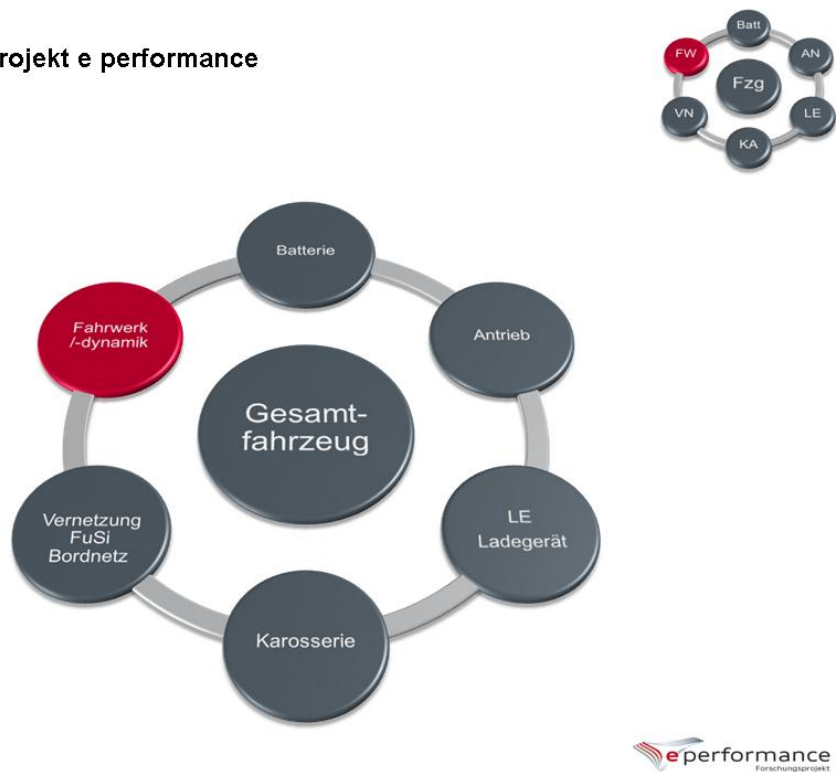 rojekt e performance
Batt
FW
AN
Fzg
VN
LE
KA
Batterie
Fahrwerk
/-dynamik
Antrieb
Gesamt-
fahrzeug
Vernetzung
FuSi
Bordnetz
LE
Ladegerät
Karosserie
eperformance
Forschungsprojekt